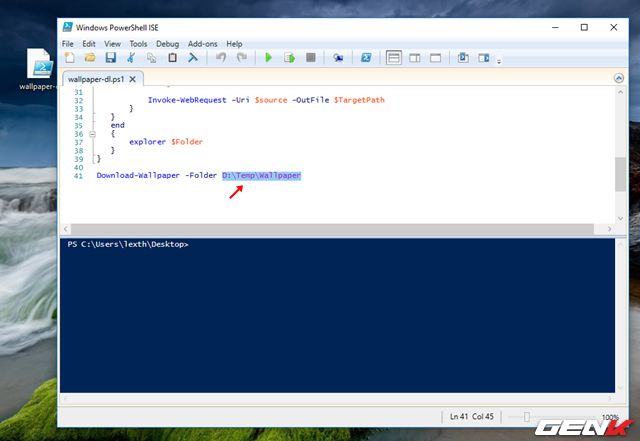 Windows PowerShell ISE
File Edit View Tools Debug Add-ons Help
wallpaper-dl.ps1
31
32 Invoke-WebRequest -Uri $source -OutFile $TargetPath
33 }
34 }
35 end
36 {
37 explorer $Folder
38 }
39 }
40
41 Download-Wallpaper -Folder D:\Temp\Wallpaper
PS C:\Users\lexth\Desktop>
Ln 41 Col 45 100%
GENK